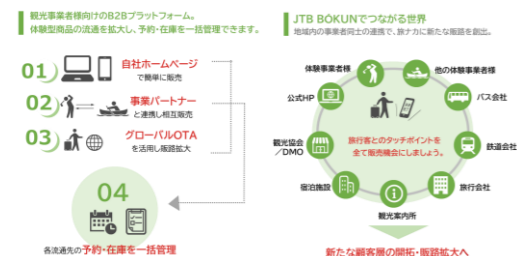 観光事業者様向けのB2Bプラットフォーム。
体験型商品の流通を拡大し、予約・在庫を一括管理できます。
01 自社ホームページ
で簡単に販売
02 事業パートナー
と連携し相互販売
03 グローバルOTA
を活用し販路拡大
04
各流通先の予約・在庫を一括管理
JTB BÓKUNでつながる世界
地域内の事業者同士の連携で、旅ナカに新たな販路を創出。
体験事業者様
他の体験事業者様
公式HP
バス会社
観光協会
/DMO
鉄道会社
宿泊施設
旅行会社
観光案内所
旅行客とのタッチポイントを
全て販売機会にしましょう。
新たな顧客層の開拓・販路拡大へ